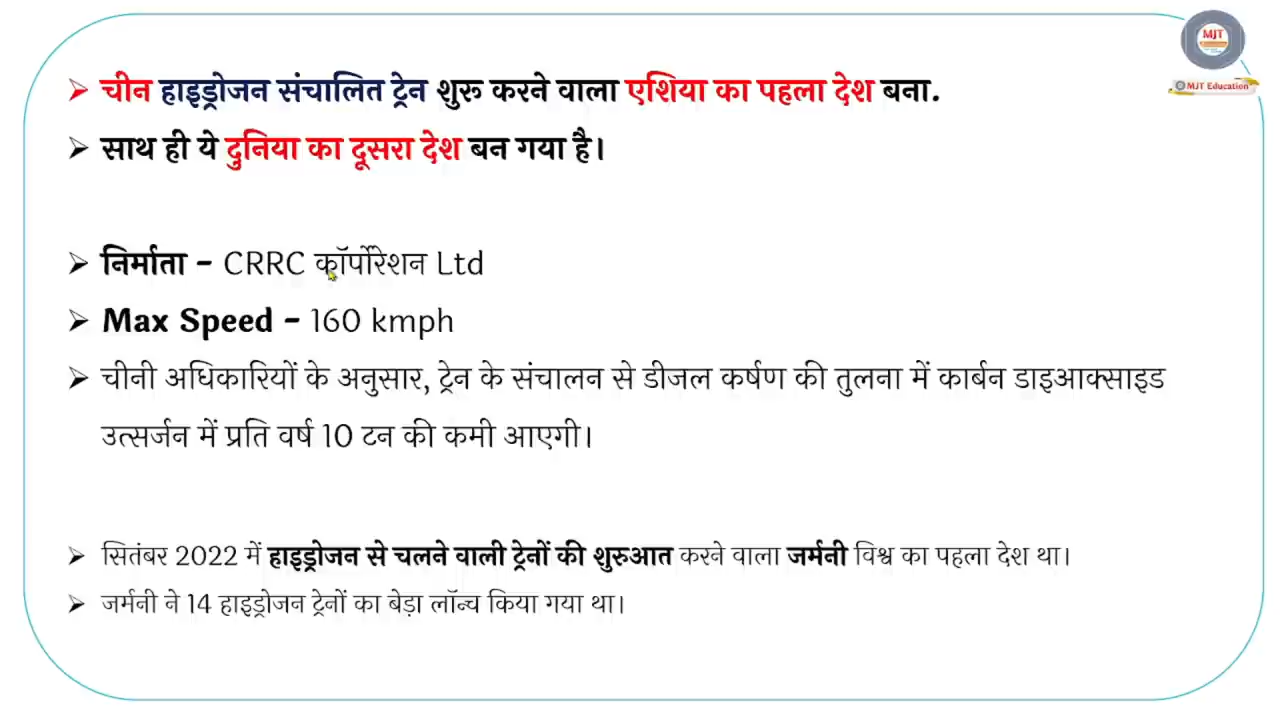 MJT
MJT Education
➢ चीन हाइड्रोजन संचालित ट्रेन शुरू करने वाला एशिया का पहला देश बना.
➢ साथ ही ये दुनिया का दूसरा देश बन गया है।
➢ निर्माता – CRRC कॉर्पोरेशन Ltd
➢ Max Speed – 160 kmph
➢ चीनी अधिकारियों के अनुसार, ट्रेन के संचालन से डीजल कर्षण की तुलना में कार्बन डाइआक्साइड
उत्सर्जन में प्रति वर्ष 10 टन की कमी आएगी।
➢ सितंबर 2022 में हाइड्रोजन से चलने वाली ट्रेनों की शुरुआत करने वाला जर्मनी विश्व का पहला देश था।
➢ जर्मनी ने 14 हाइड्रोजन ट्रेनों का बेड़ा लॉन्च किया गया था।